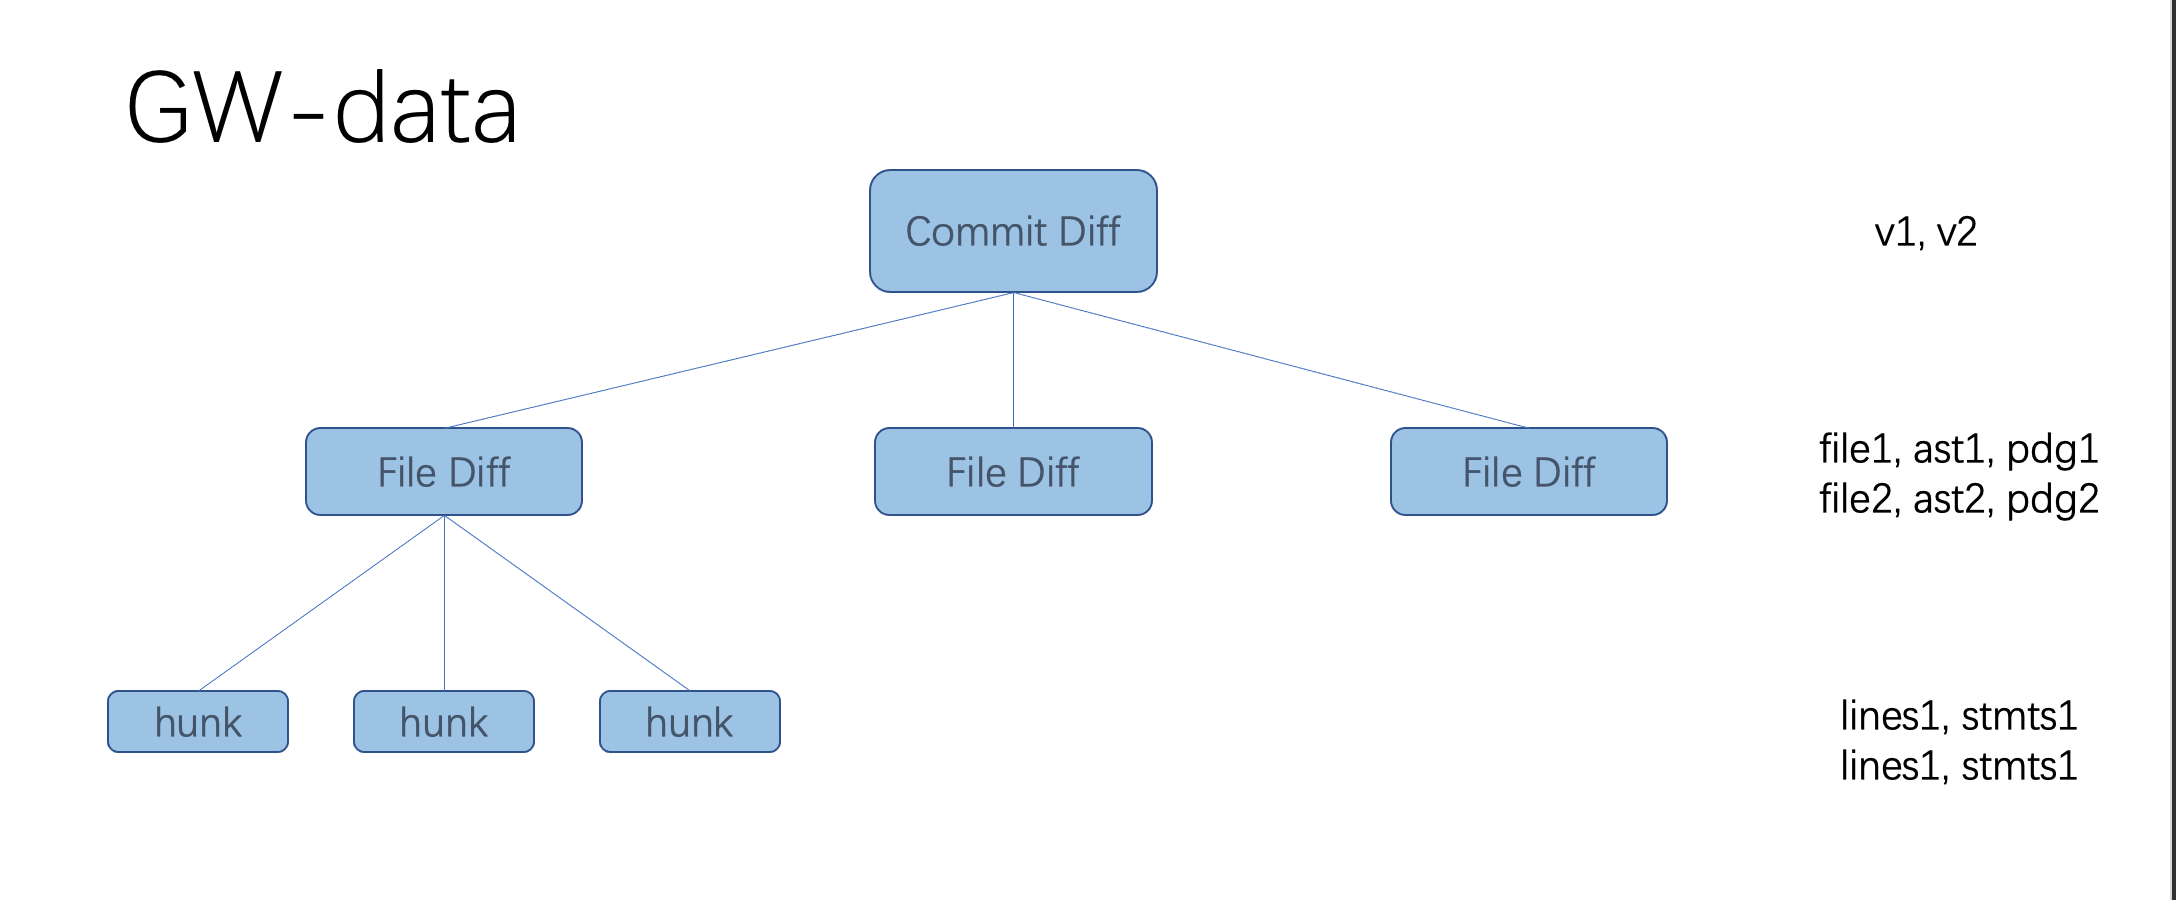 GW-data
Commit Diff
v1, v2
File Diff
File Diff
File Diff
file1, ast1, pdg1
file2, ast2, pdg2
hunk
hunk
hunk
lines1, stmts1
lines1, stmts1